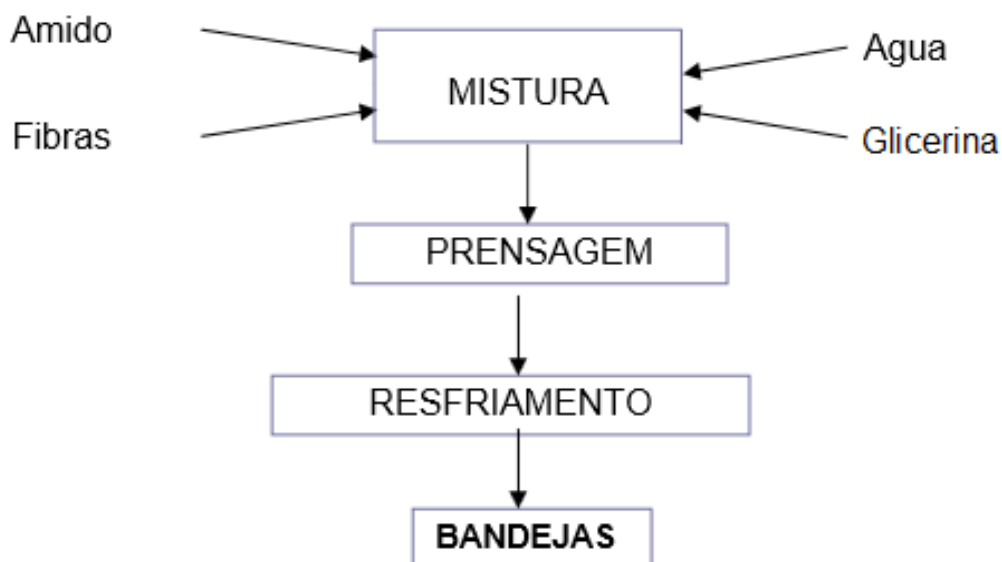 Amido
Agua
MISTURA
Fibras
Glicerina
PRENSAGEM
RESFRIAMENTO
BANDEJAS